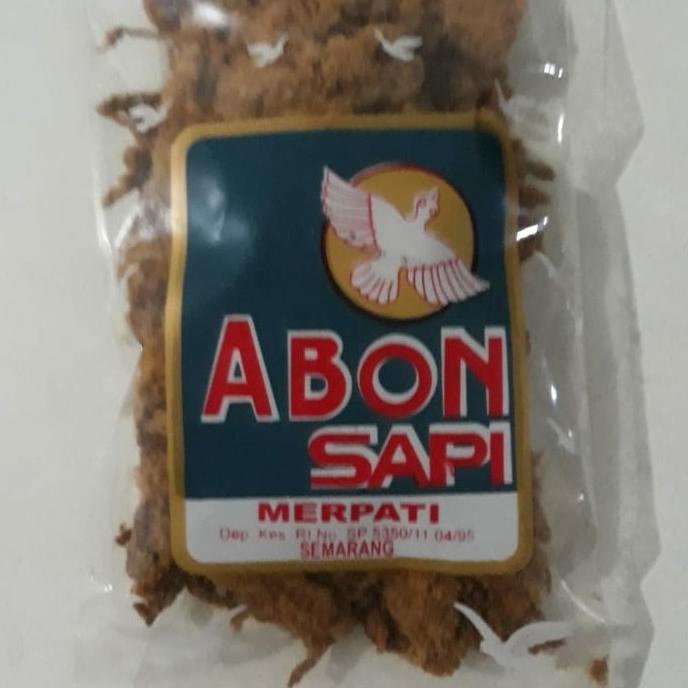 ABON
SAPI
MERPATI
Dep. Kes. RI No. SP 5350/11 04/95
SEMARANG